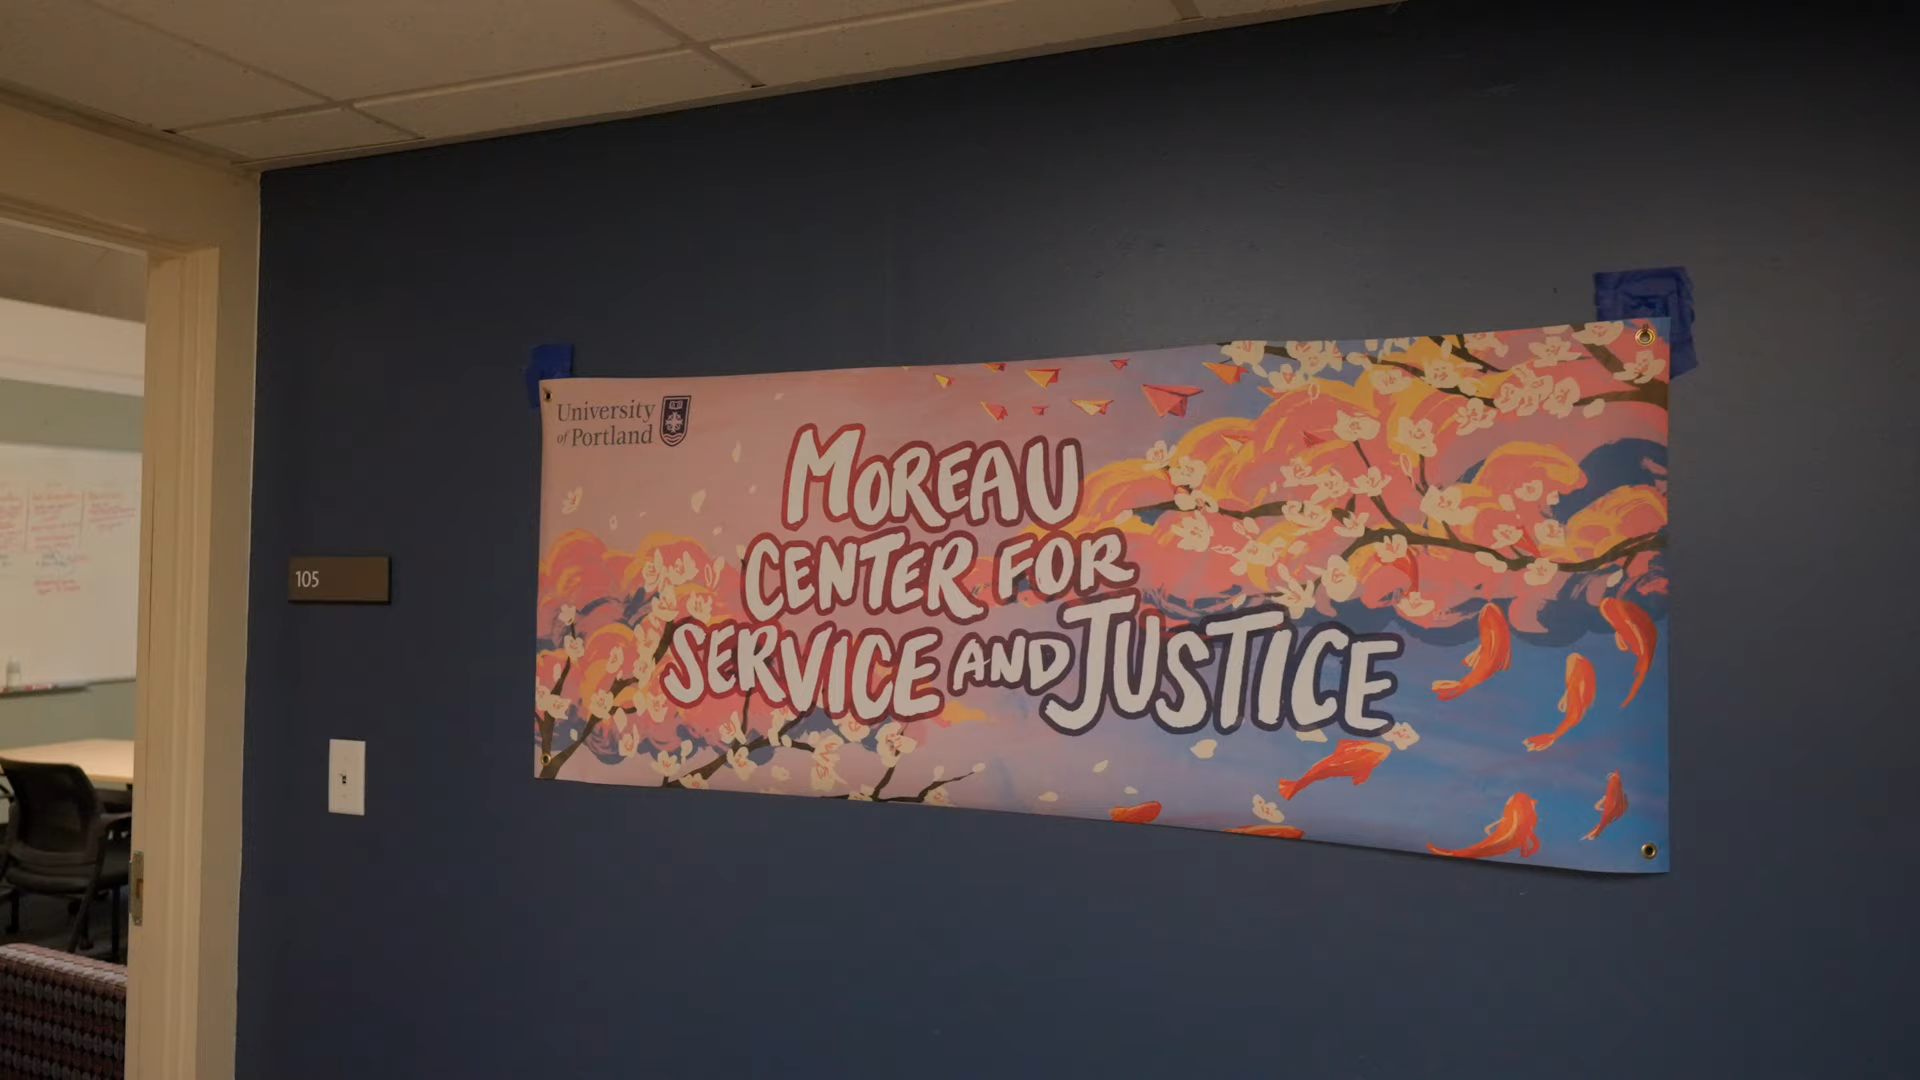 University
of Portland
MOREAU
CENTER FOR
SERVICE AND JUSTICE
105